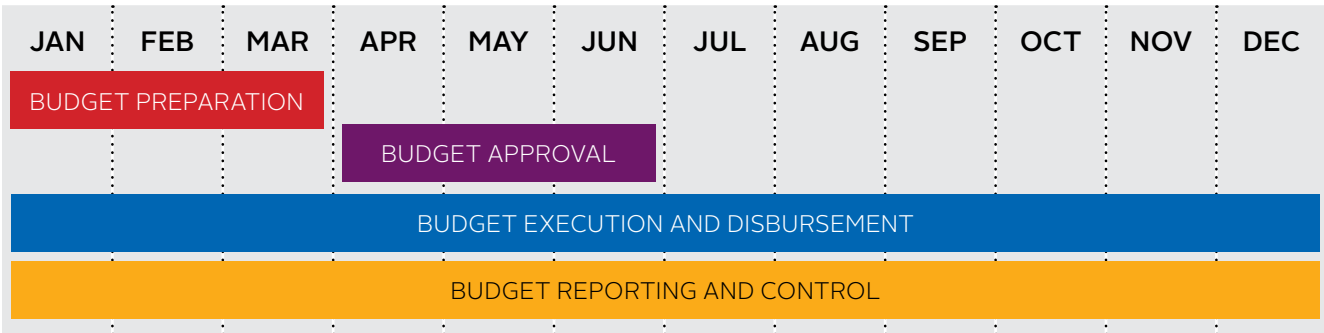 JAN FEB MAR APR MAY JUN JUL AUG SEP OCT NOV DEC
BUDGET PREPARATION
BUDGET APPROVAL
BUDGET EXECUTION AND DISBURSEMENT
BUDGET REPORTING AND CONTROL